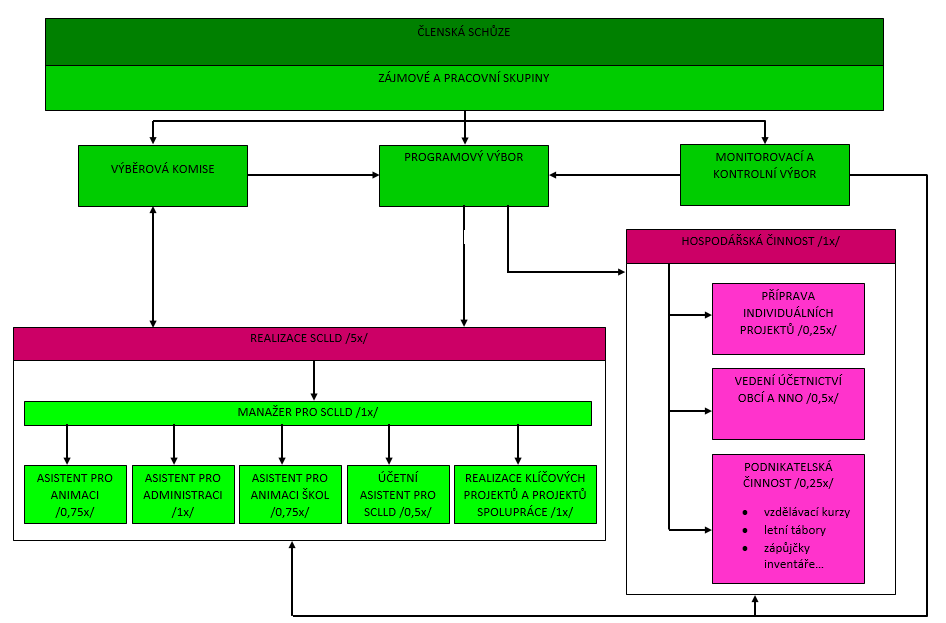 ČLENSKÁ SCHŮZE
ZÁJMOVÉ A PRACOVNÍ SKUPINY
VÝBĚROVÁ KOMISE
PROGRAMOVÝ VÝBOR
MONITOROVACÍ A
KONTROLNÍ VÝBOR
HOSPODÁŘSKÁ ČINNOST /1x/
PŘÍPRAVA
INDIVIDUÁLNÍCH
PROJEKTŮ /0,25x/
VEDENÍ ÚČETNICTVÍ
OBCÍ A NNO /0,5x/
PODNIKATELSKÁ
ČINNOST /0,25x/
• vzdělávací kurzy
• letní tábory
• zápůjčky
inventáře...
REALIZACE SCLLD /5x/
MANAŽER PRO SCLLD /1x/
ASISTENT PRO
ANIMACI
/0,75x/
ASISTENT PRO
ADMINISTRACI
/1x/
ASISTENT PRO
ANIMACI ŠKOL
/0,75x/
ÚČETNÍ
ASISTENT PRO
SCLLD /0,5x/
REALIZACE KLÍČOVÝCH
PROJEKTŮ A PROJEKTŮ
SPOLUPRÁCE /1x/